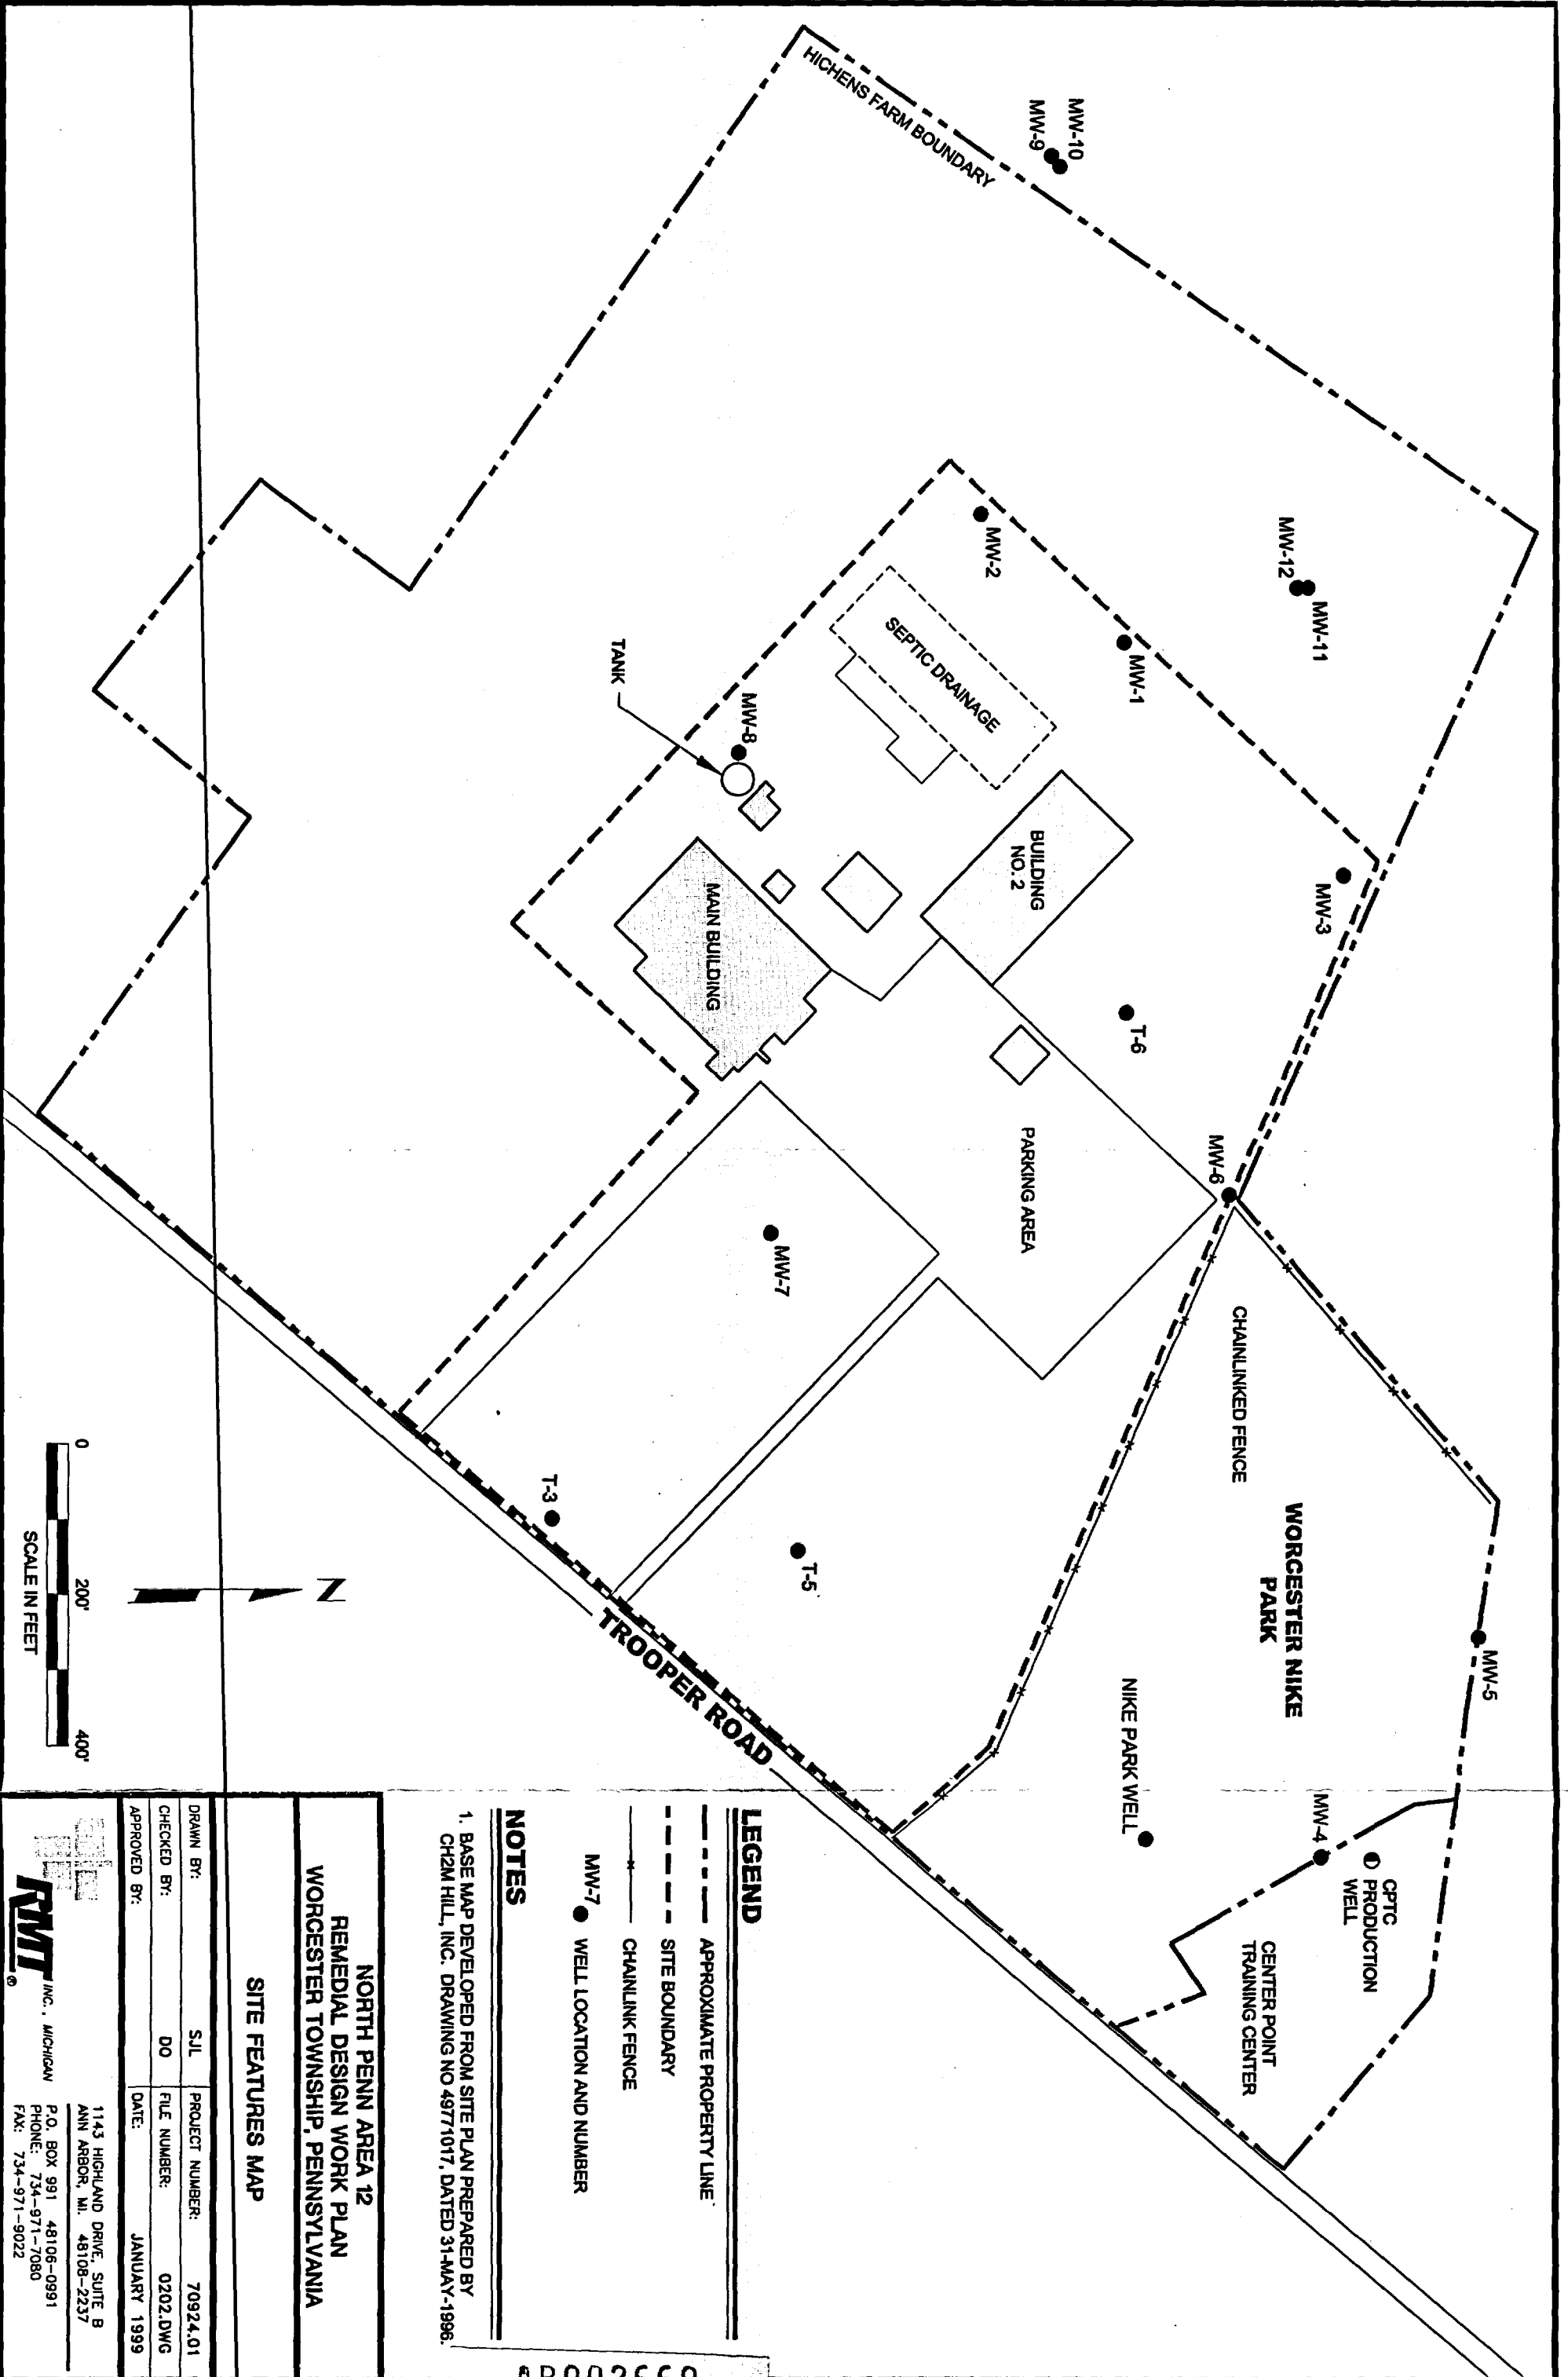 HICHENS FARM BOUNDARY
MW-10
MW-9
MW-12
MW-11
MW-2
MW-1
SEPTIC DRAINAGE
TANK
MW-8
MW-3
BUILDING
NO. 2
MAIN BUILDING
T-6
PARKING AREA
MW-6
MW-7
CHAINLINKED FENCE
WORCESTER NIKE
PARK
MW-5
T-3
T-5
TROOPER ROAD
NIKE PARK WELL
MW-4
CPTC
PRODUCTION
WELL
CENTER POINT
TRAINING CENTER
N
0
200'
400'
SCALE IN FEET
LEGEND
APPROXIMATE PROPERTY LINE
SITE BOUNDARY
CHAINLINK FENCE
MW-7 WELL LOCATION AND NUMBER
NOTES
1. BASE MAP DEVELOPED FROM SITE PLAN PREPARED BY
CH2M HILL, INC. DRAWING NO 49771017, DATED 31-MAY-1996.
NORTH PENN AREA 12
REMEDIAL DESIGN WORK PLAN
WORCESTER TOWNSHIP, PENNSYLVANIA
SITE FEATURES MAP
DRAWN BY: SJL PROJECT NUMBER: 70924.01
CHECKED BY: DO FILE NUMBER: 0202.DWG
APPROVED BY: DATE: JANUARY 1999
RMT® INC., MICHIGAN
1143 HIGHLAND DRIVE, SUITE B
ANN ARBOR, MI. 48108-2237
P.O. BOX 991 48106-0991
PHONE: 734-971-7080
FAX: 734-971-9022